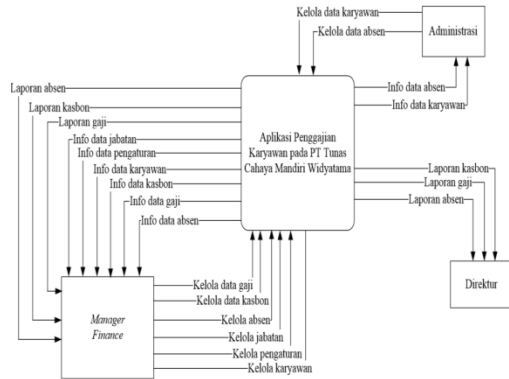 Kelola data karyawan
Kelola data absen
Administrasi
Laporan absen
Laporan kasbon
Laporan gaji
Info data jabatan
Info data pengaturan
Info data karyawan
Info data kasbon
Info data gaji
Info data absen
Aplikasi Penggajian
Karyawan pada PT Tunas
Cahaya Mandiri Widyatama
Info data absen
Info data karyawan
Laporan kasbon
Laporan gaji
Laporan absen
Direktur
Manager
Finance
Kelola data gaji
Kelola data kasbon
Kelola absen
Kelola jabatan
Kelola pengaturan
Kelola karyawan